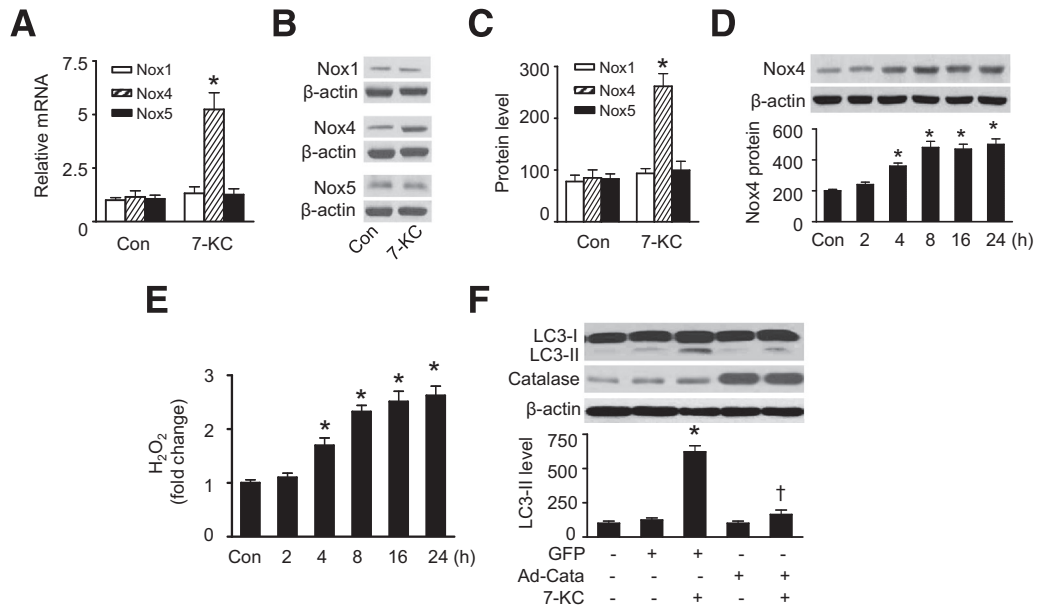 A
7.5
5
2.5
0
Relative mRNA
Nox1
Nox4
Nox5
*
Con 7-KC
B
Nox1
β-actin
Nox4
β-actin
Nox5
β-actin
Con 7-KC
C
300
200
100
0
Protein level
Nox1
Nox4
Nox5
*
Con 7-KC
D
Nox4
β-actin
600
400
200
0
Nox4 protein
* * * *
Con 2 4 8 16 24 (h)
E
3
2
1
0
H₂O₂
(fold change)
* * * *
Con 2 4 8 16 24 (h)
F
LC3-I
LC3-II
Catalase
β-actin
750
500
250
0
LC3-II level
* †
GFP - + + - -
Ad-Cata - - - + +
7-KC - - + - +